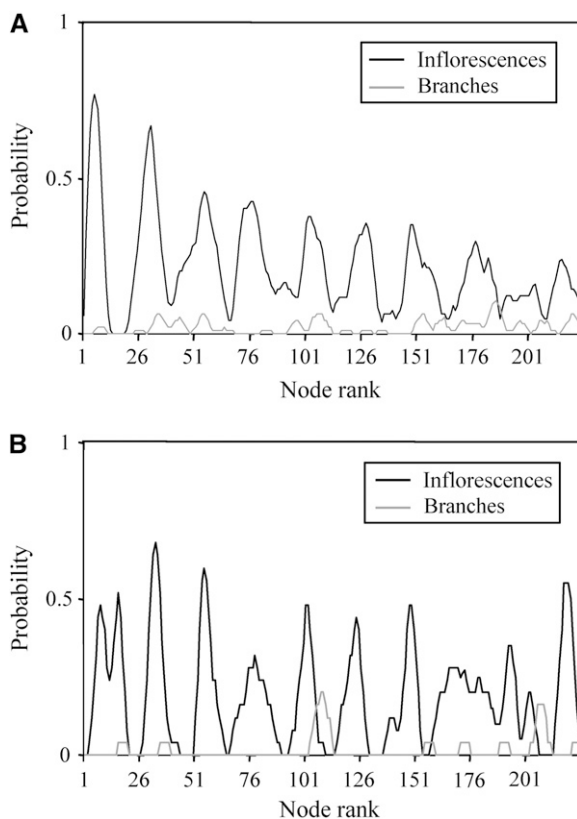 A
1
Inflorescences
Branches
Probability
0.5
0
1 26 51 76 101 126 151 176 201
Node rank
B
1
Inflorescences
Branches
Probability
0.5
0
1 26 51 76 101 126 151 176 201
Node rank